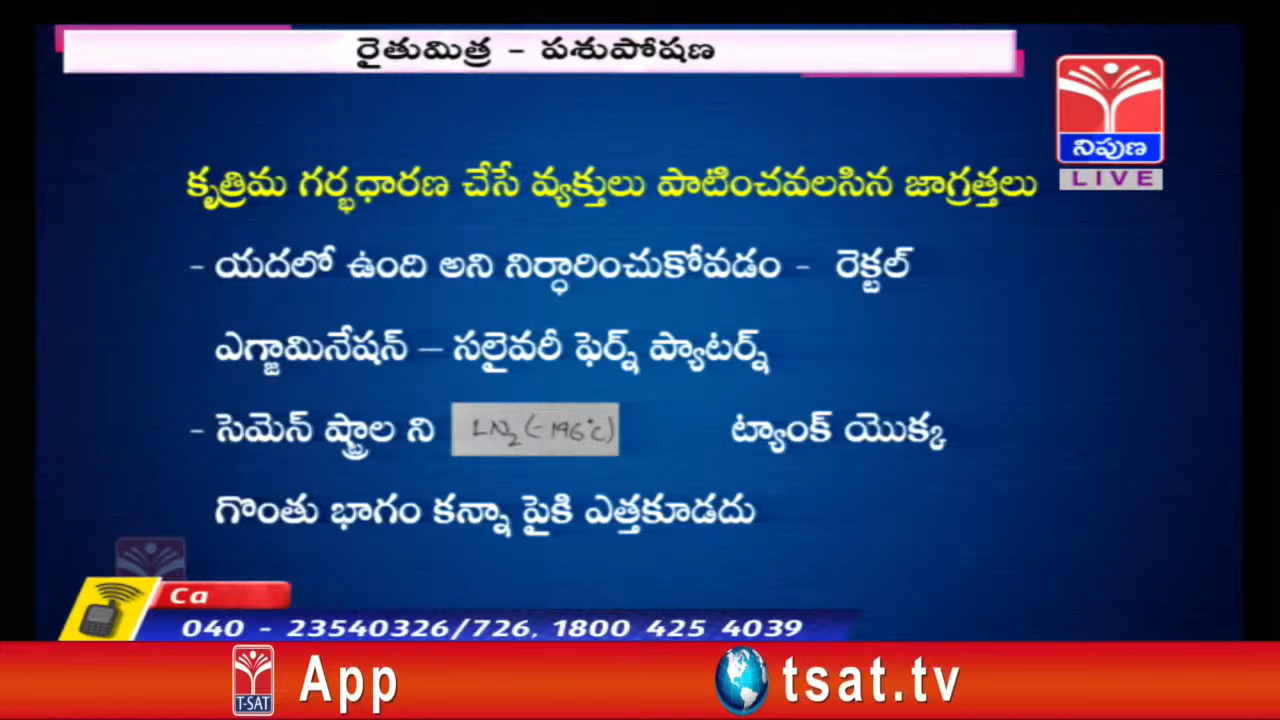 రైతుమిత్ర - పశుపోషణ
నిపుణ
LIVE
కృత్రిమ గర్భధారణ చేసే వ్యక్తులు పాటించవలసిన జాగ్రత్తలు
- యదలో ఉంది అని నిర్ధారించుకోవడం - రెక్టల్
ఎగ్జామినేషన్ – సలైవరీ ఫెర్న్ ప్యాటర్న్
- సెమెన్ ష్ట్రాల ని LN₂ (-196°C) ట్యాంక్ యొక్క
గొంతు భాగం కన్నా పైకి ఎత్తకూడదు
Ca
040 - 23540326/726, 1800 425 4039
T-SAT App tsat.tv